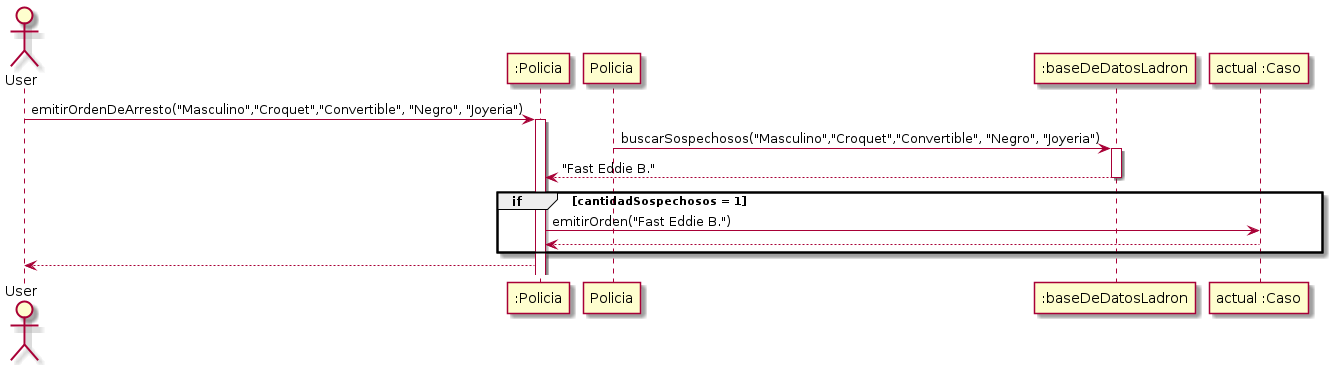 User
:Policia
Policia
:baseDeDatosLadron
actual :Caso
emitirOrdenDeArresto("Masculino","Croquet","Convertible", "Negro", "Joyeria")
buscarSospechosos("Masculino","Croquet","Convertible", "Negro", "Joyeria")
"Fast Eddie B."
if [cantidadSospechosos = 1]
emitirOrden("Fast Eddie B.")
User
:Policia
Policia
:baseDeDatosLadron
actual :Caso